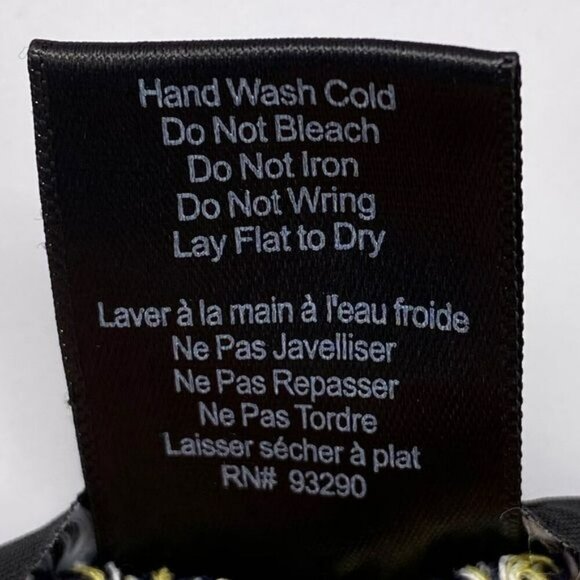 Hand Wash Cold
Do Not Bleach
Do Not Iron
Do Not Wring
Lay Flat to Dry
Laver à la main à l'eau froide
Ne Pas Javelliser
Ne Pas Repasser
Ne Pas Tordre
Laisser sécher à plat
RN# 93290